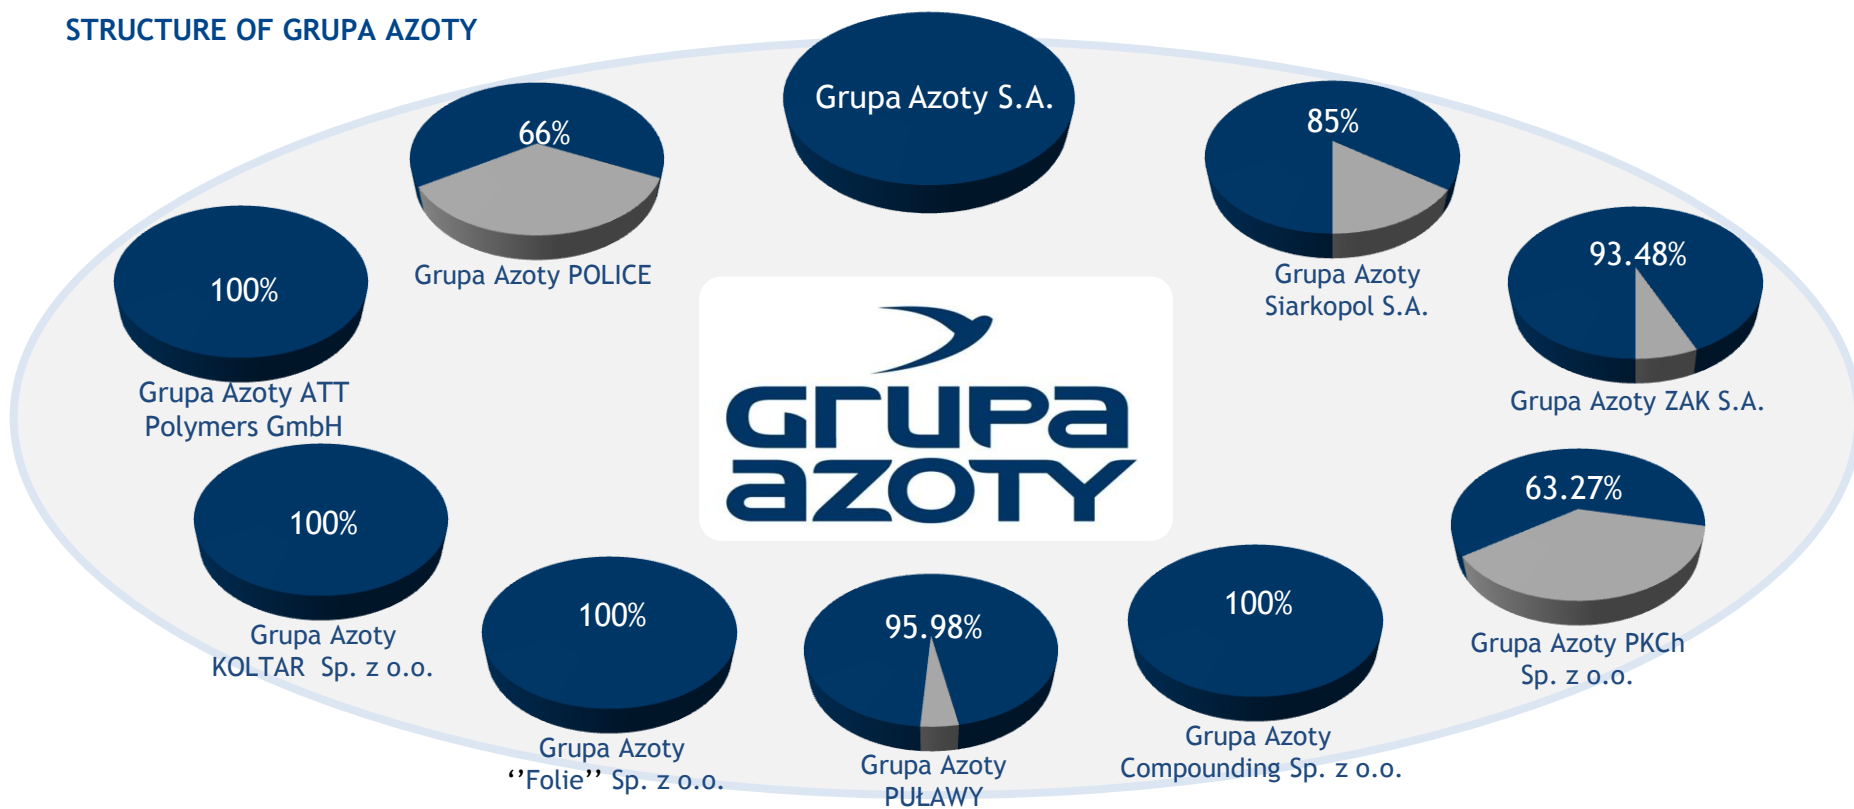 STRUCTURE OF GRUPA AZOTY
Grupa Azoty S.A.
66%
Grupa Azoty POLICE
85%
Grupa Azoty
Siarkopol S.A.
100%
Grupa Azoty ATT
Polymers GmbH
93.48%
Grupa Azoty ZAK S.A.
GRUPA
AZOTY
100%
Grupa Azoty
KOLTAR Sp. z o.o.
63.27%
Grupa Azoty PKCh
Sp. z o.o.
100%
Grupa Azoty
‘’Folie’’ Sp. z o.o.
95.98%
Grupa Azoty
PUŁAWY
100%
Grupa Azoty
Compounding Sp. z o.o.